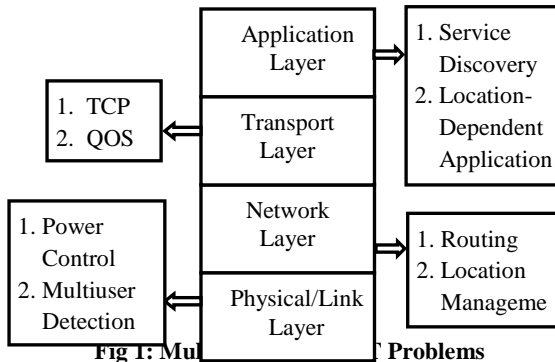 Application
Layer
1. Service
Discovery
2. Location-
Dependent
Application
1. TCP
2. QOS
Transport
Layer
Network
Layer
1. Power
Control
2. Multiuser
Detection
1. Routing
2. Location
Manageme
Physical/Link
Layer
Fig 1: Problems